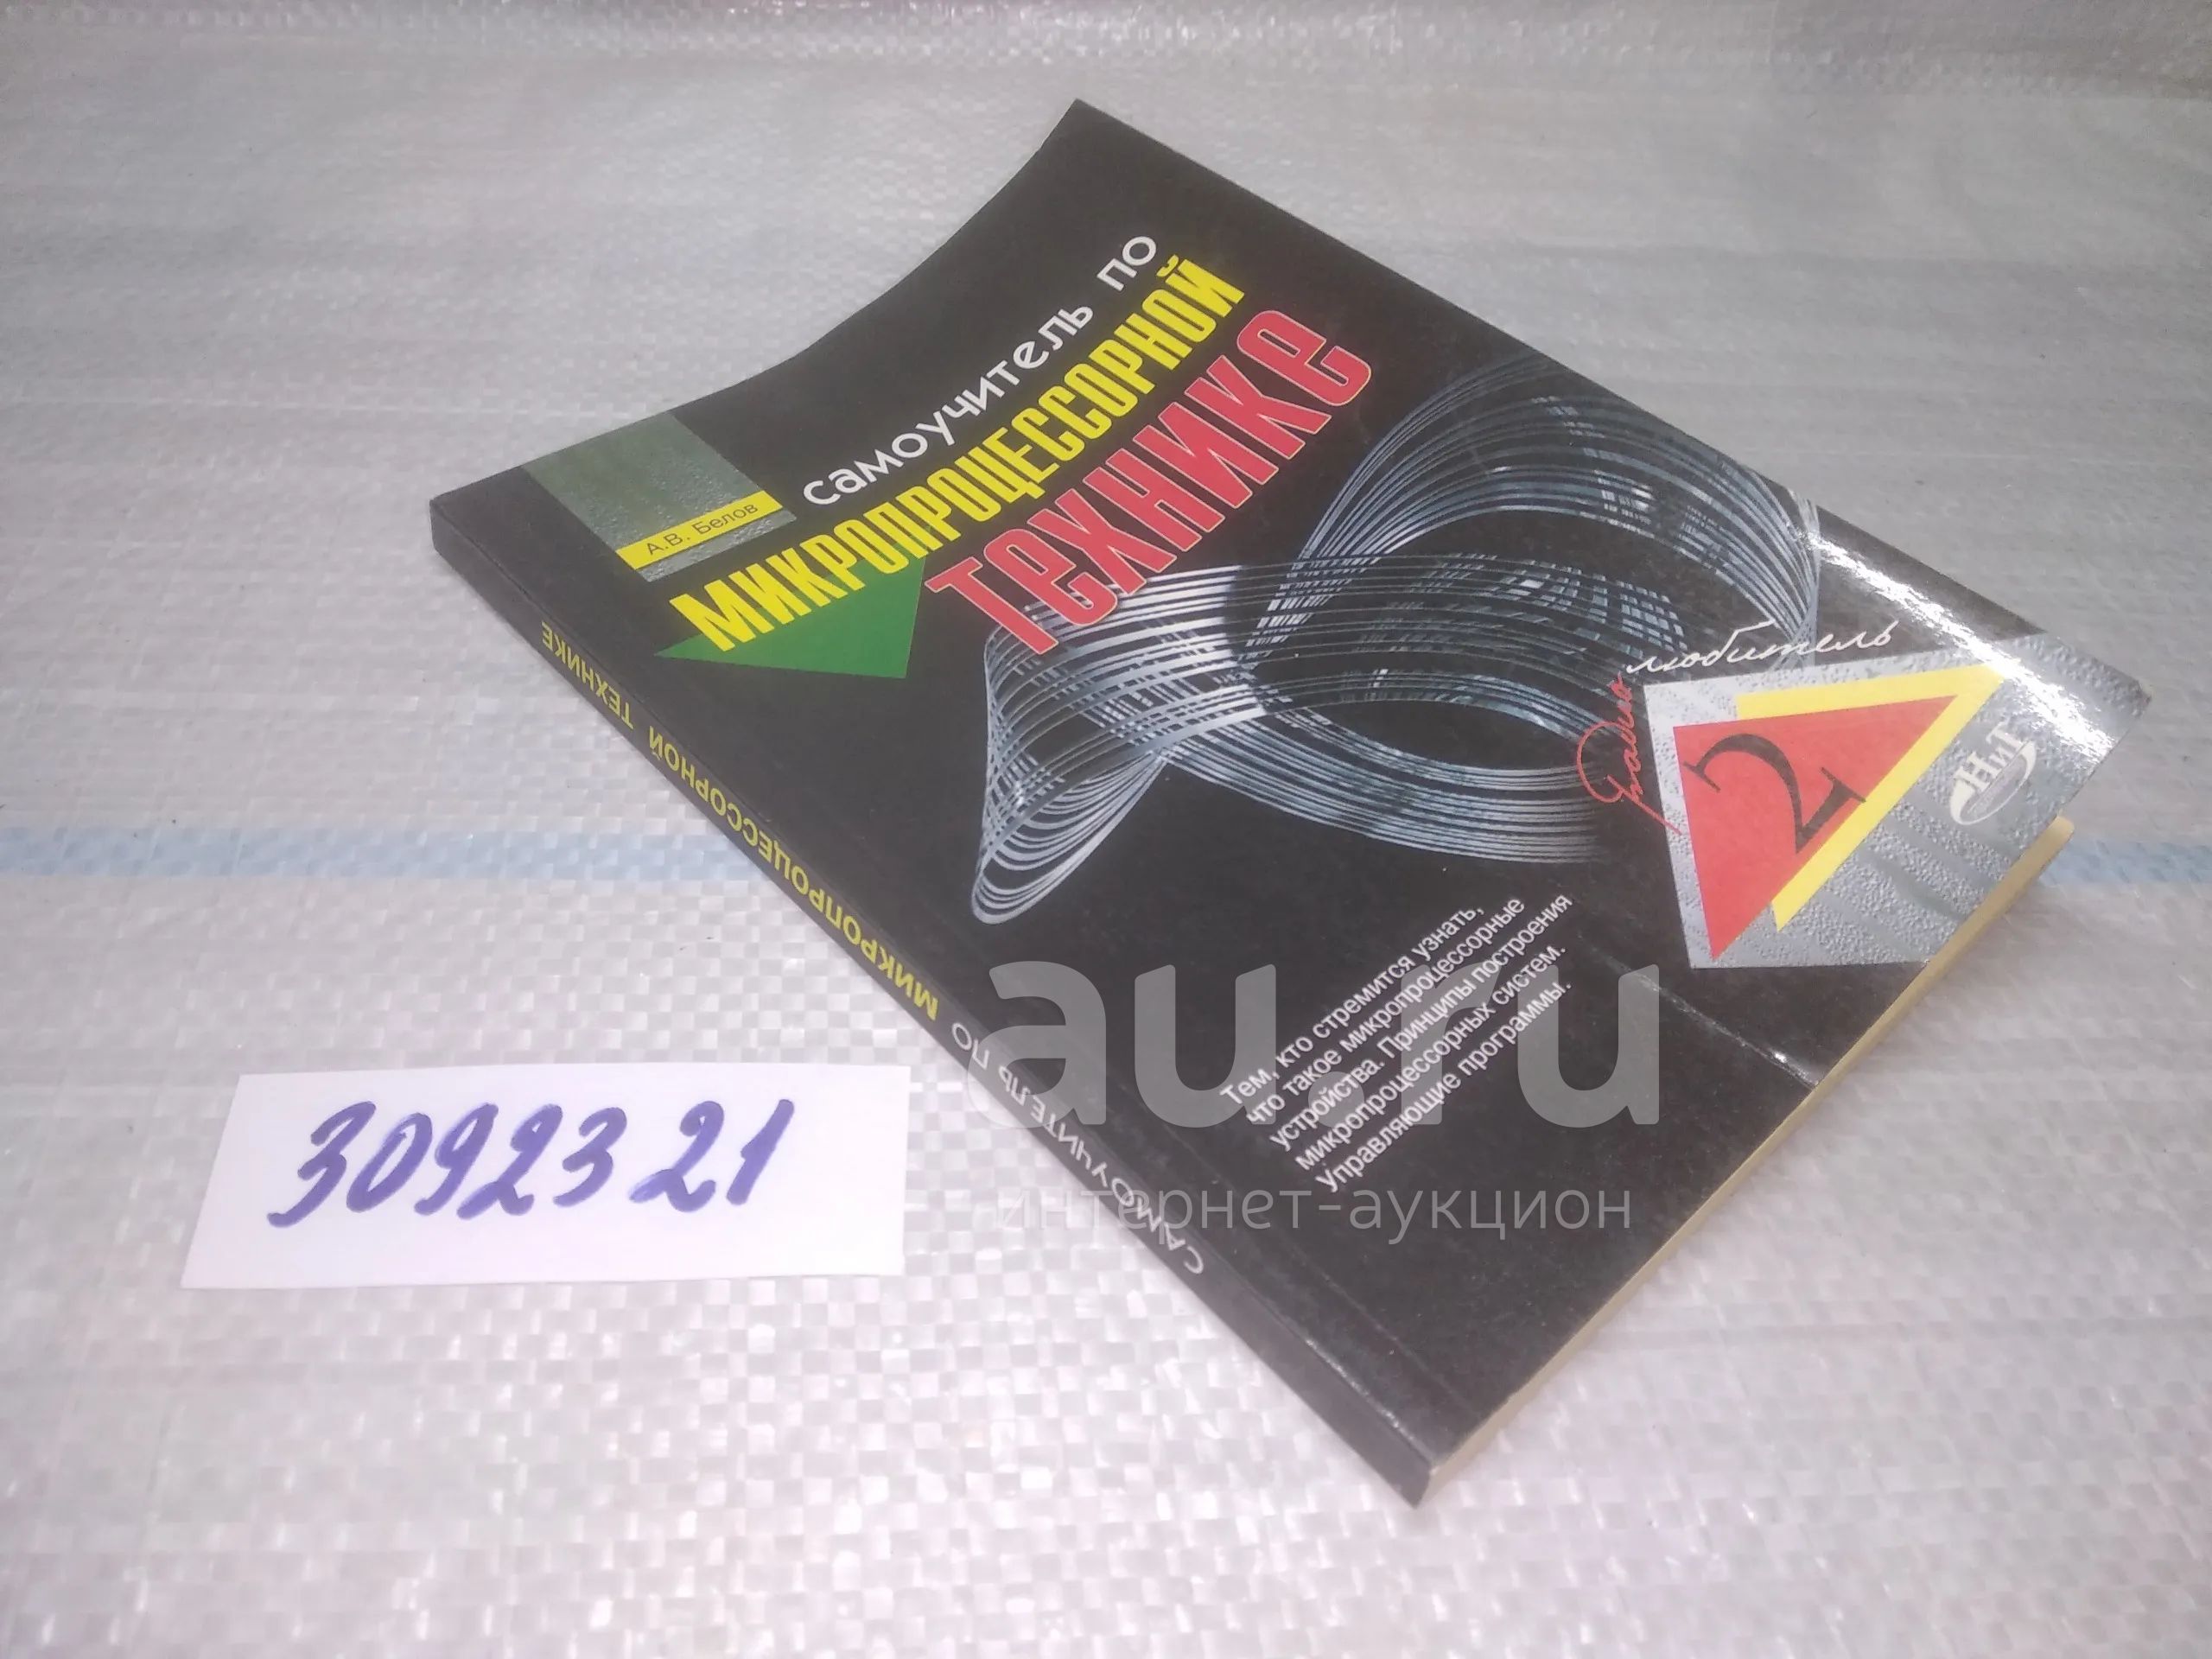 А.В. Белов
самоучитель по
МИКРОПРОЦЕССОРНОЙ
ТЕХНИКЕ
Радиолюбитель
2
НиТ
Тем, кто стремится узнать,
что такое микропроцессорные
устройства. Принципы построения
микропроцессорных систем.
Управляющие программы.
САМОУЧИТЕЛЬ ПО МИКРОПРОЦЕССОРНОЙ ТЕХНИКЕ
3092321
au.ru
интернет-аукцион